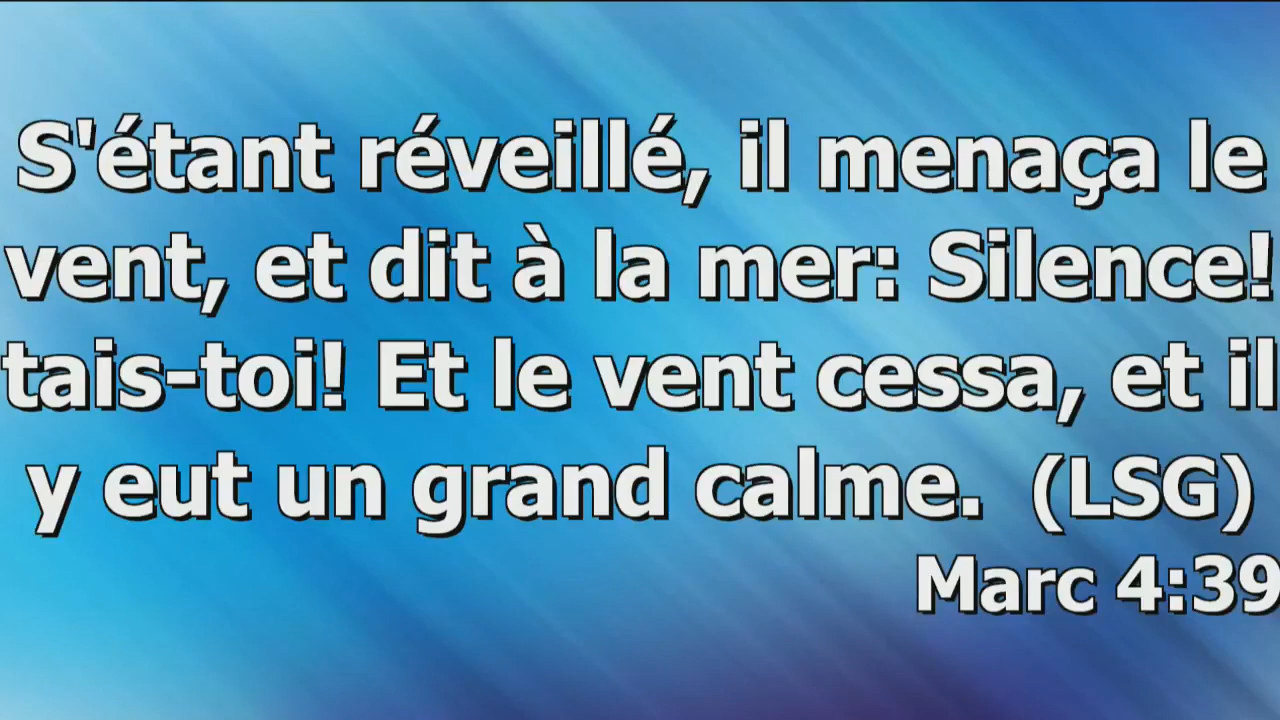 S'étant réveillé, il menaça le
vent, et dit à la mer: Silence!
tais-toi! Et le vent cessa, et il
y eut un grand calme. (LSG)
Marc 4:39